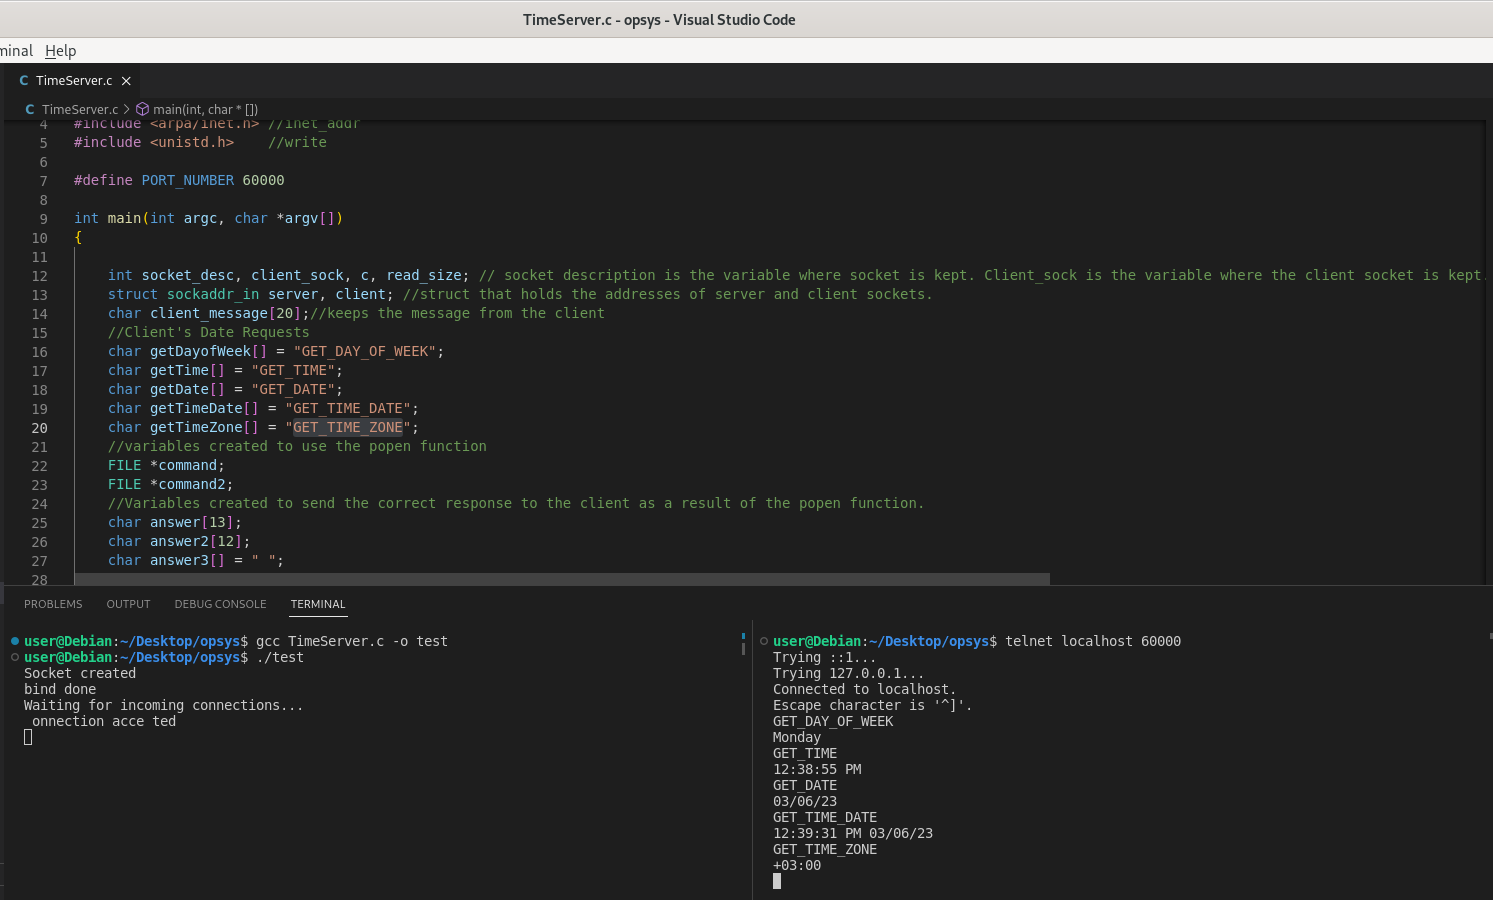 TimeServer.c - opsys - Visual Studio Code
minal Help
C TimeServer.c ×
C TimeServer.c > main(int, char * [])
4 #include <arpa/inet.h> //inet_addr
5 #include <unistd.h>    //write
6
7 #define PORT_NUMBER 60000
8
9 int main(int argc, char *argv[])
10 {
11
12     int socket_desc, client_sock, c, read_size; // socket description is the variable where socket is kept. Client_sock is the variable where the client socket is kept.
13     struct sockaddr_in server, client; //struct that holds the addresses of server and client sockets.
14     char client_message[20];//keeps the message from the client
15     //Client's Date Requests
16     char getDayofWeek[] = "GET_DAY_OF_WEEK";
17     char getTime[] = "GET_TIME";
18     char getDate[] = "GET_DATE";
19     char getTimeDate[] = "GET_TIME_DATE";
20     char getTimeZone[] = "GET_TIME_ZONE";
21     //variables created to use the popen function
22     FILE *command;
23     FILE *command2;
24     //Variables created to send the correct response to the client as a result of the popen function.
25     char answer[13];
26     char answer2[12];
27     char answer3[] = " ";
28
PROBLEMS OUTPUT DEBUG CONSOLE TERMINAL
user@Debian:~/Desktop/opsys$ gcc TimeServer.c -o test
user@Debian:~/Desktop/opsys$ ./test
Socket created
bind done
Waiting for incoming connections...
 onnection acce ted
user@Debian:~/Desktop/opsys$ telnet localhost 60000
Trying ::1...
Trying 127.0.0.1...
Connected to localhost.
Escape character is '^]'.
GET_DAY_OF_WEEK
Monday
GET_TIME
12:38:55 PM
GET_DATE
03/06/23
GET_TIME_DATE
12:39:31 PM 03/06/23
GET_TIME_ZONE
+03:00